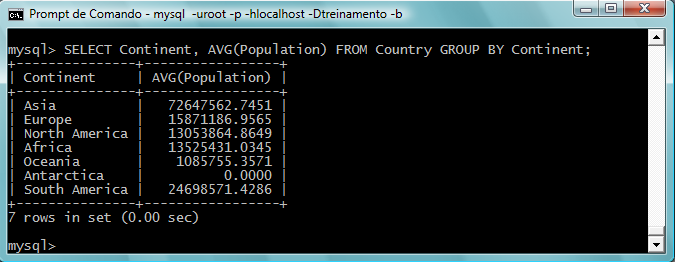 Prompt de Comando - mysql  -uroot -p -hlocalhost -Dtreinamento -b
mysql> SELECT Continent, AVG(Population) FROM Country GROUP BY Continent;
+---------------+-----------------+
| Continent     | AVG(Population) |
+---------------+-----------------+
| Asia          |   72647562.7451 |
| Europe        |   15871186.9565 |
| North America |   13053864.8649 |
| Africa        |   13525431.0345 |
| Oceania       |    1085755.3571 |
| Antarctica    |          0.0000 |
| South America |   24698571.4286 |
+---------------+-----------------+
7 rows in set (0.00 sec)
mysql>